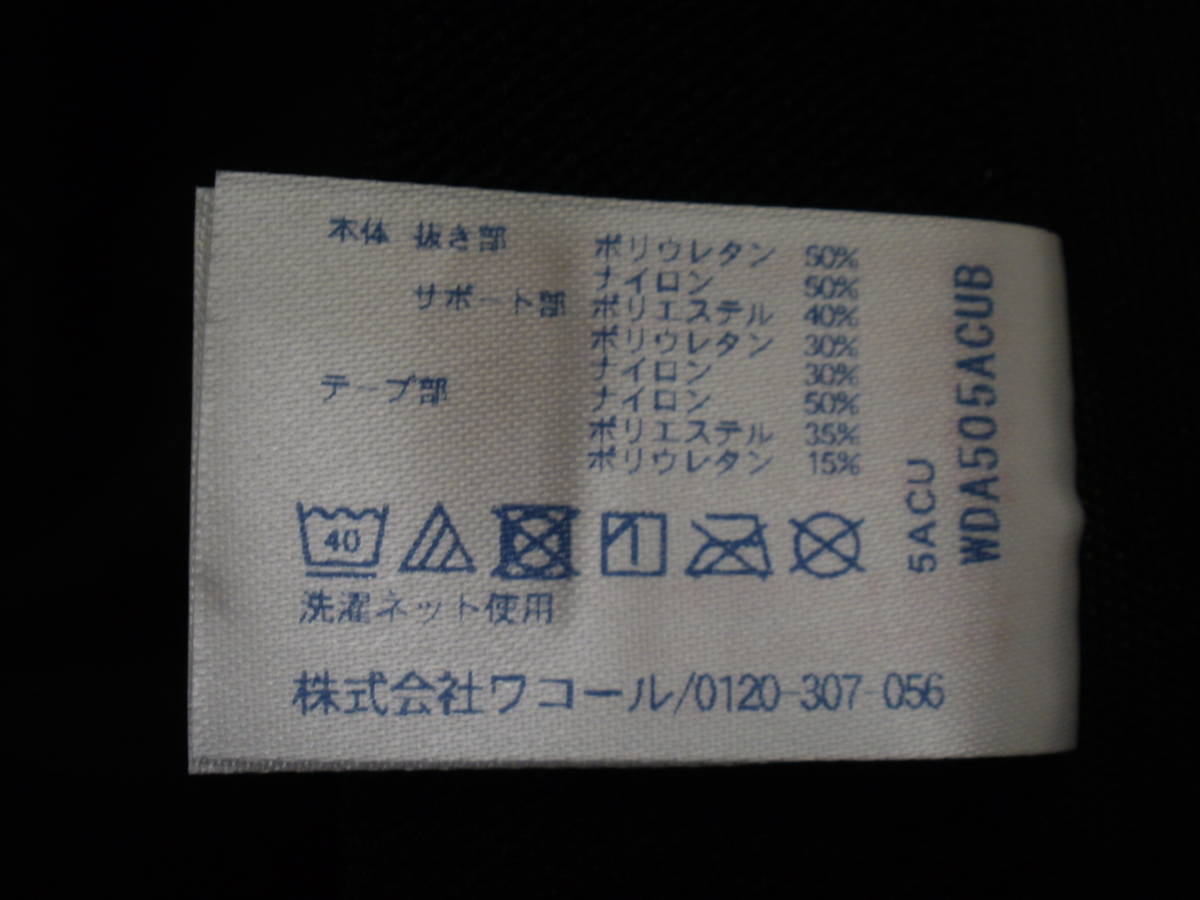 本体 抜き部 ポリウレタン 50%
ナイロン 50%
サポート部 ポリエステル 40%
ポリウレタン 30%
ナイロン 30%
テープ部 ナイロン 50%
ポリエステル 35%
ポリウレタン 15%
40
洗濯ネット使用
株式会社ワコール/0120-307-056
5ACU
WDA505ACUB